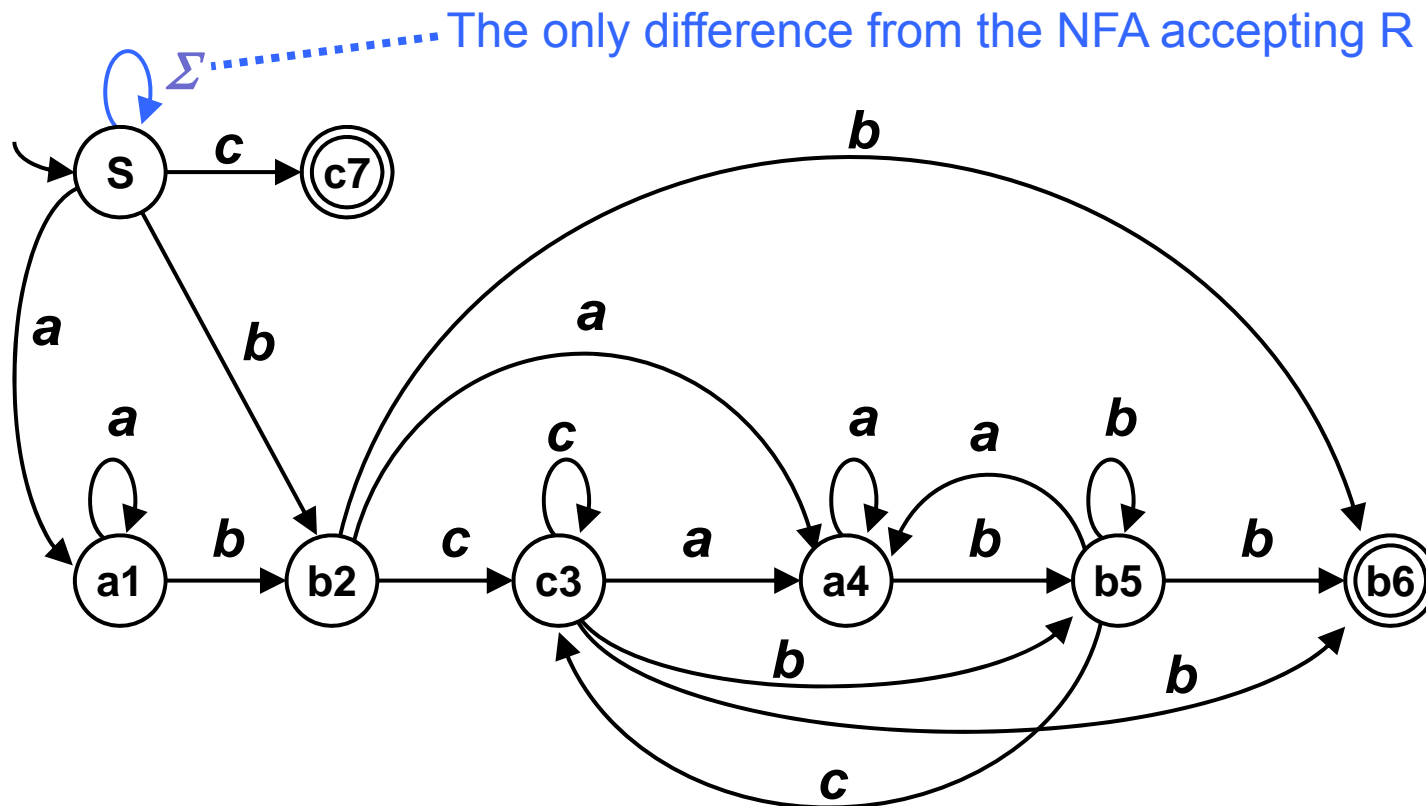 The only difference from the NFA accepting R
Σ
b
S
c
c7
a
b
a
a
c
a
a
b
a1
b
b2
c
c3
a
a4
b
b5
b
b6
b
b
c